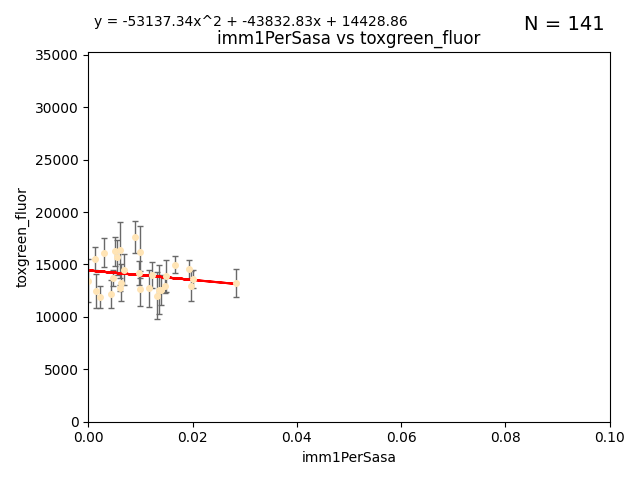 y = -53137.34x^2 + -43832.83x + 14428.86
N = 141
imm1PerSasa vs toxgreen_fluor
35000
30000
25000
20000
15000
10000
5000
0
toxgreen_fluor
0.00 0.02 0.04 0.06 0.08 0.10
imm1PerSasa